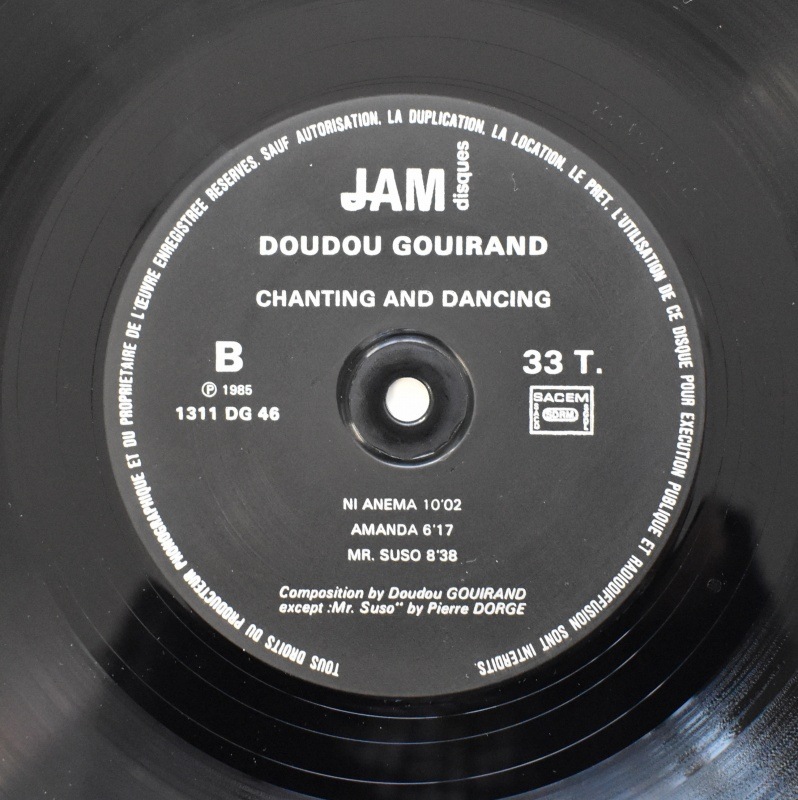 TOUS DROITS DU PRODUCTEUR PHONOGRAPHIQUE ET DU PROPRIETAIRE DE L'ŒUVRE ENREGISTREE RESERVES. SAUF AUTORISATION, LA DUPLICATION, LA LOCATION, LE PRET, L'UTILISATION DE CE DISQUE POUR EXECUTION PUBLIQUE ET RADIODIFFUSION SONT INTERDITS.
JAM disques
DOUDOU GOUIRAND
CHANTING AND DANCING
B
33 T.
℗ 1985
1311 DG 46
SACEM
SDRM
NI ANEMA 10'02
AMANDA 6'17
MR. SUSO 8'38
Composition by Doudou GOUIRAND
except :Mr. Suso" by Pierre DORGE